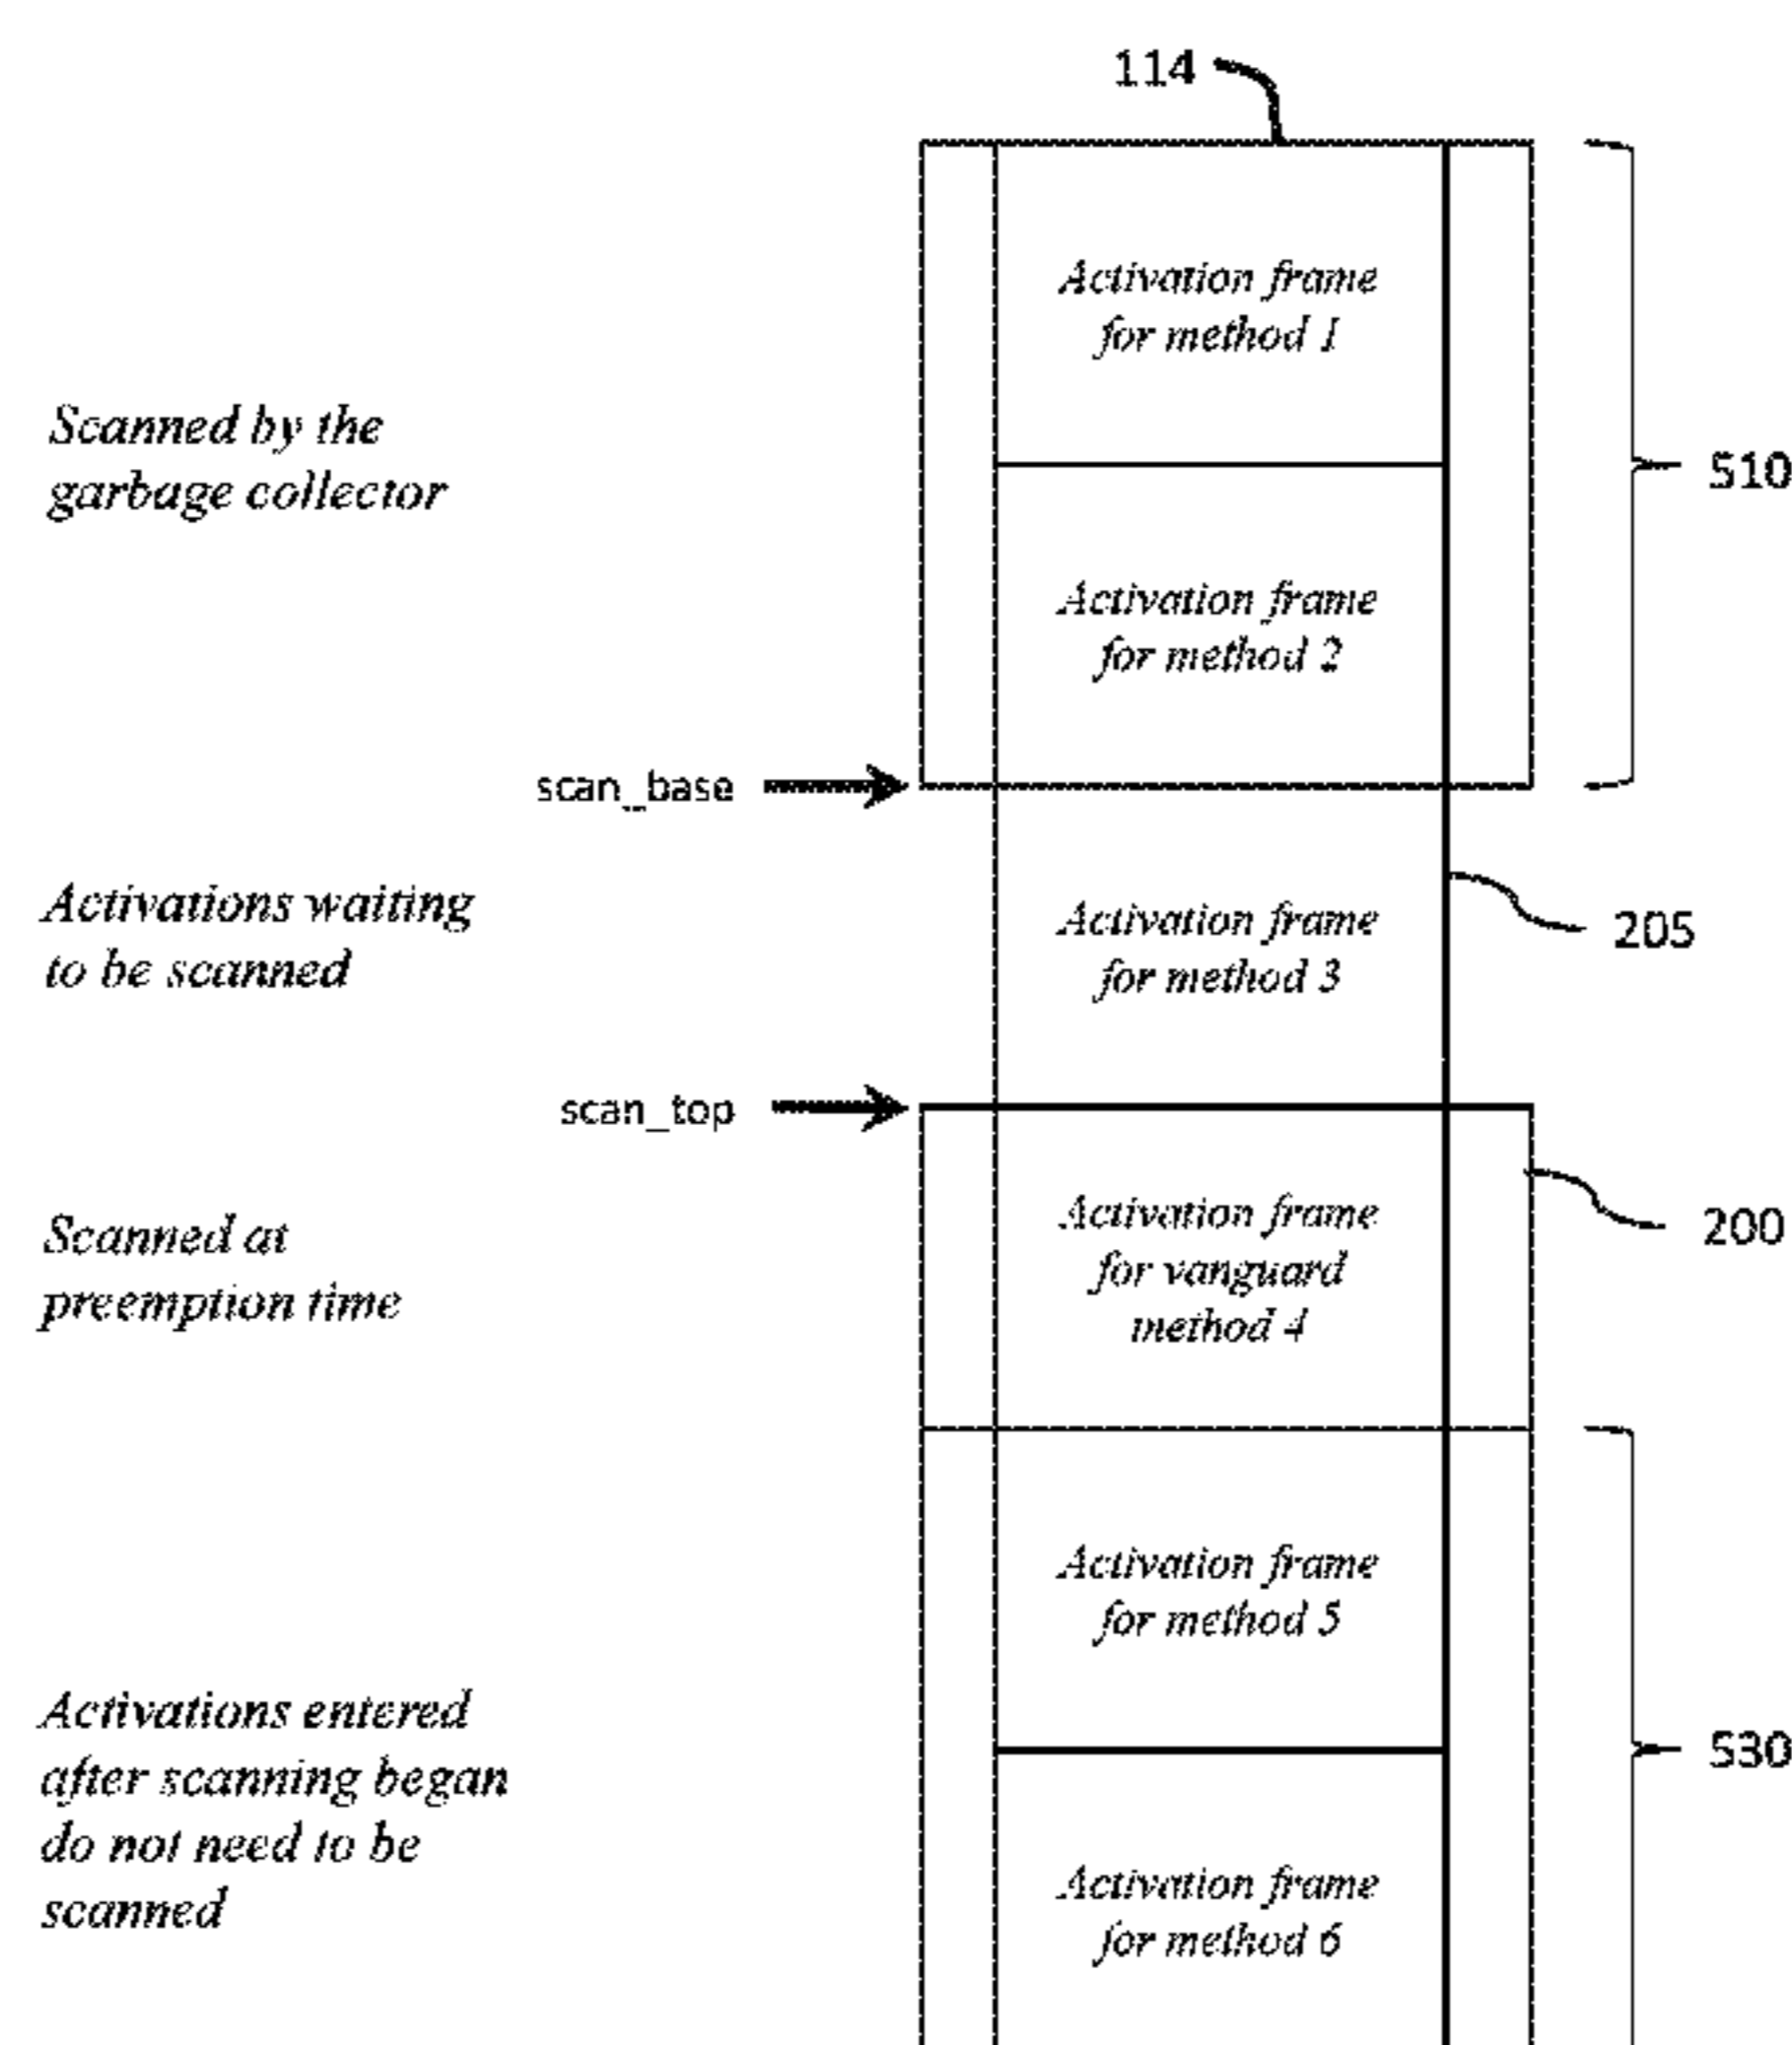 114
Activation frame
for method 1
Scanned by the
garbage collector
510
Activation frame
for method 2
scan_base
Activations waiting
to be scanned
Activation frame
for method 3
205
scan_top
Scanned at
preemption time
Activation frame
for vanguard
method 4
200
Activation frame
for method 5
Activations entered
after scanning began
do not need to be
scanned
530
Activation frame
for method 6